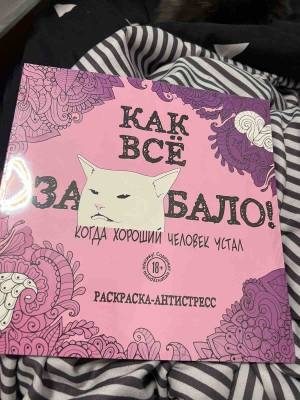 КАК
ВСЁ
ЗА БАЛО!
КОГДА ХОРОШИЙ ЧЕЛОВЕК УСТАЛ
18+
РАСКРАСКА-АНТИСТРЕСС